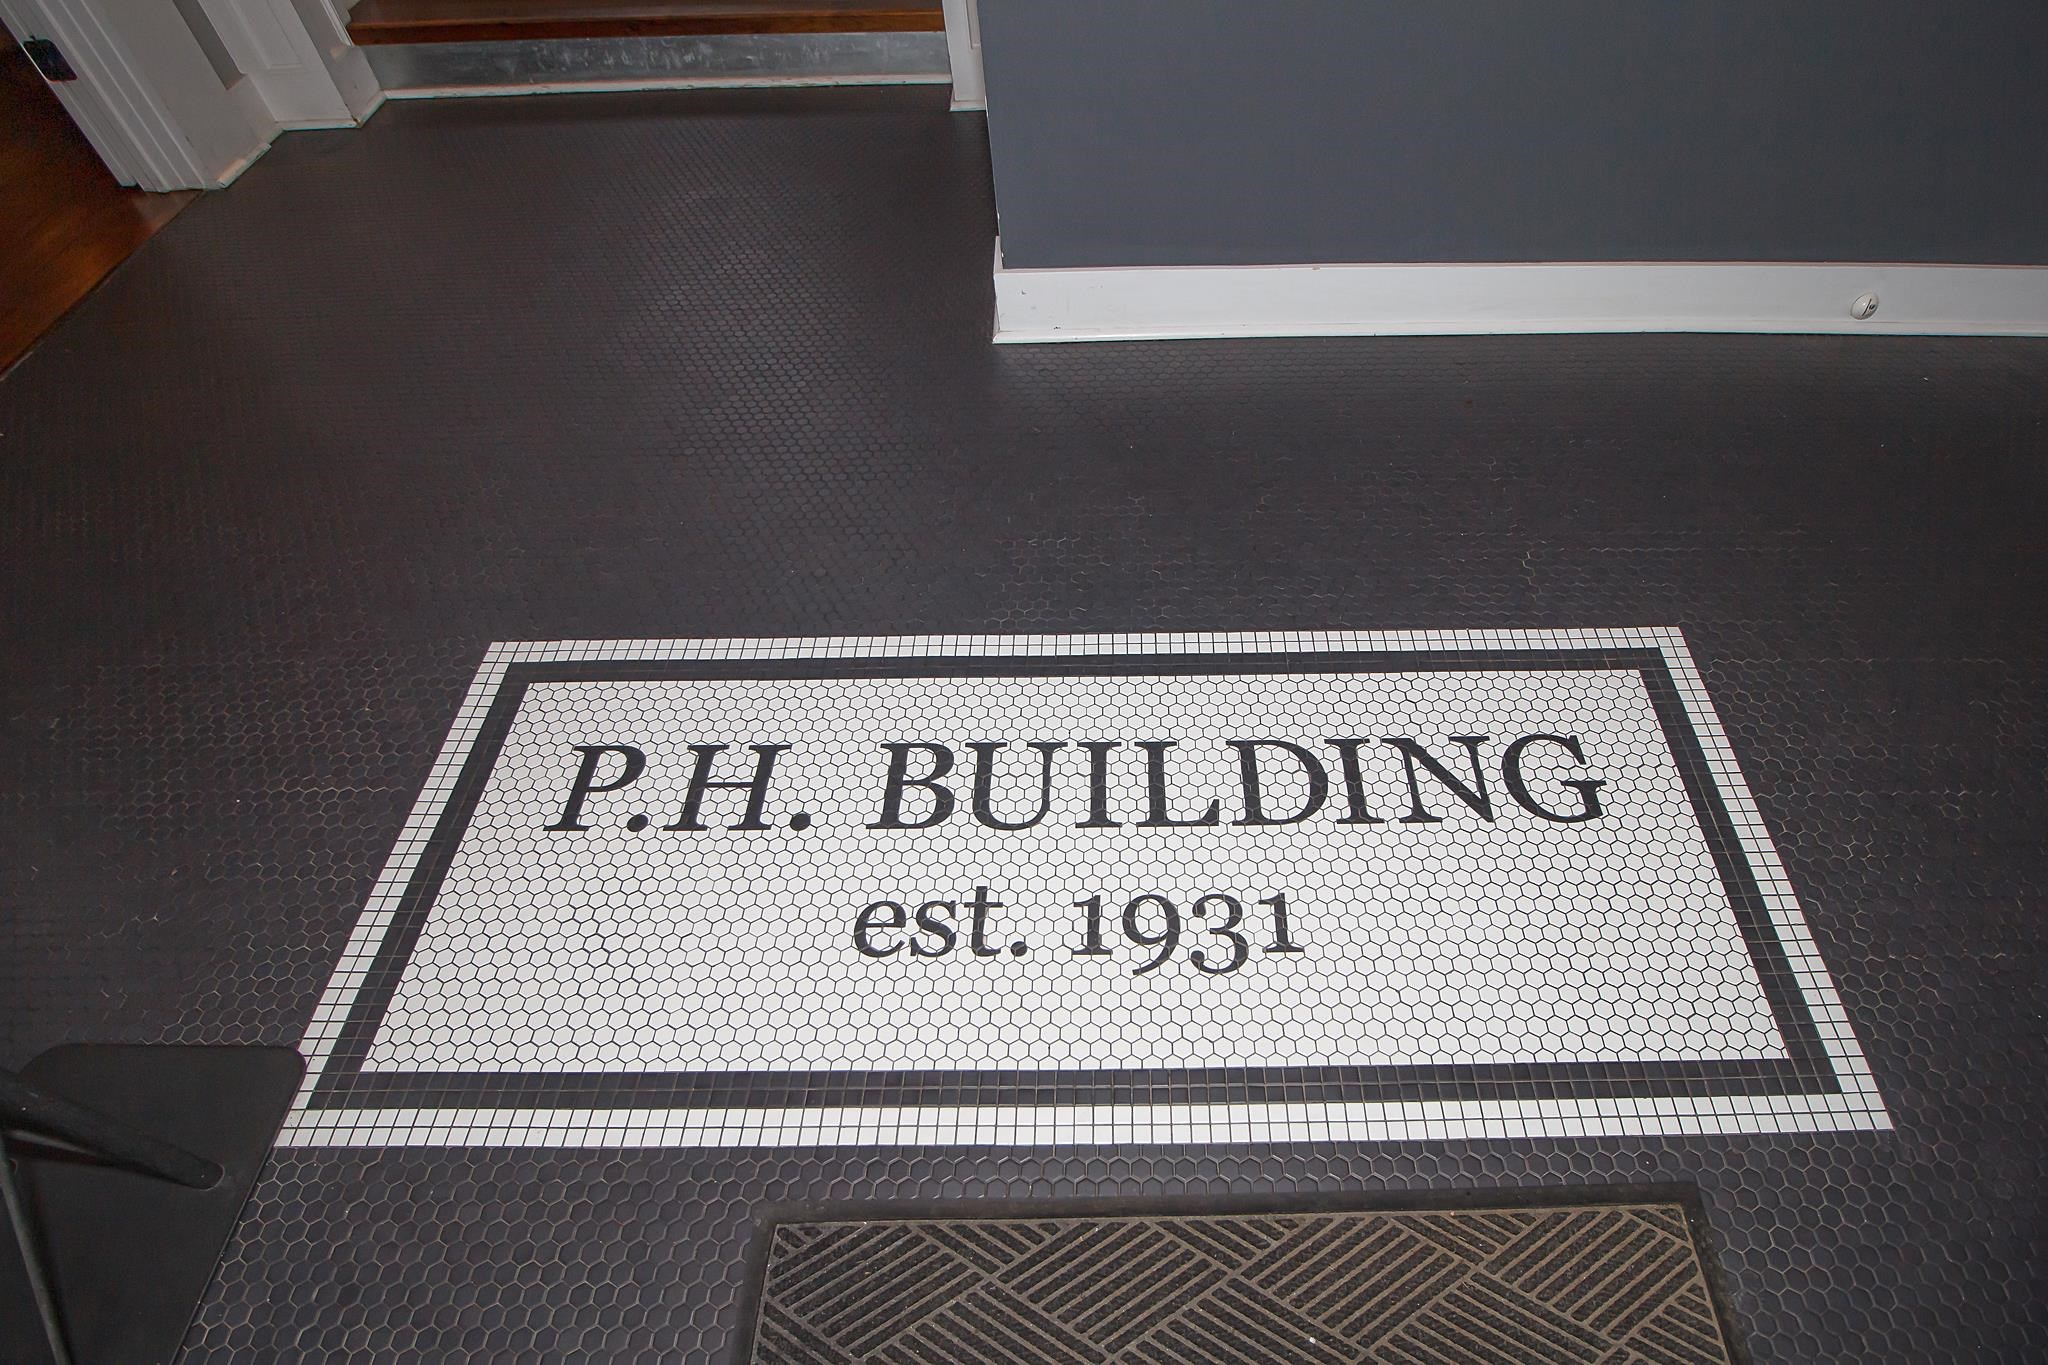 P.H. BUILDING
est. 1931